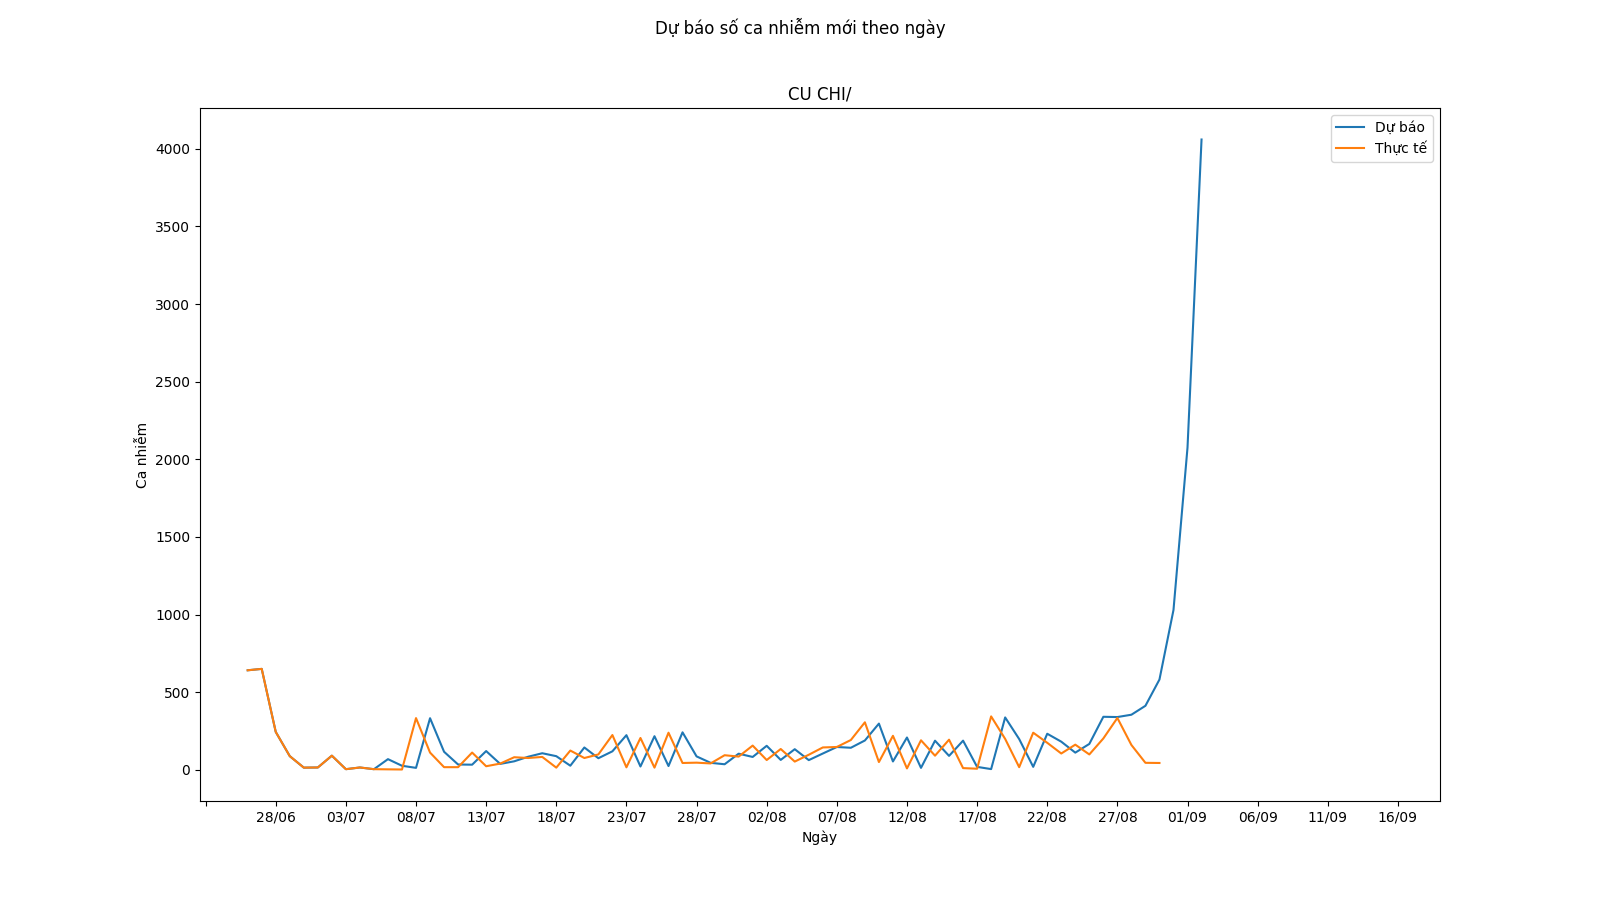 Dự báo số ca nhiễm mới theo ngày
CU CHI/
Dự báo
Thực tế
4000
3500
3000
2500
2000
1500
1000
500
0
Ca nhiễm
28/06 03/07 08/07 13/07 18/07 23/07 28/07 02/08 07/08 12/08 17/08 22/08 27/08 01/09 06/09 11/09 16/09
Ngày